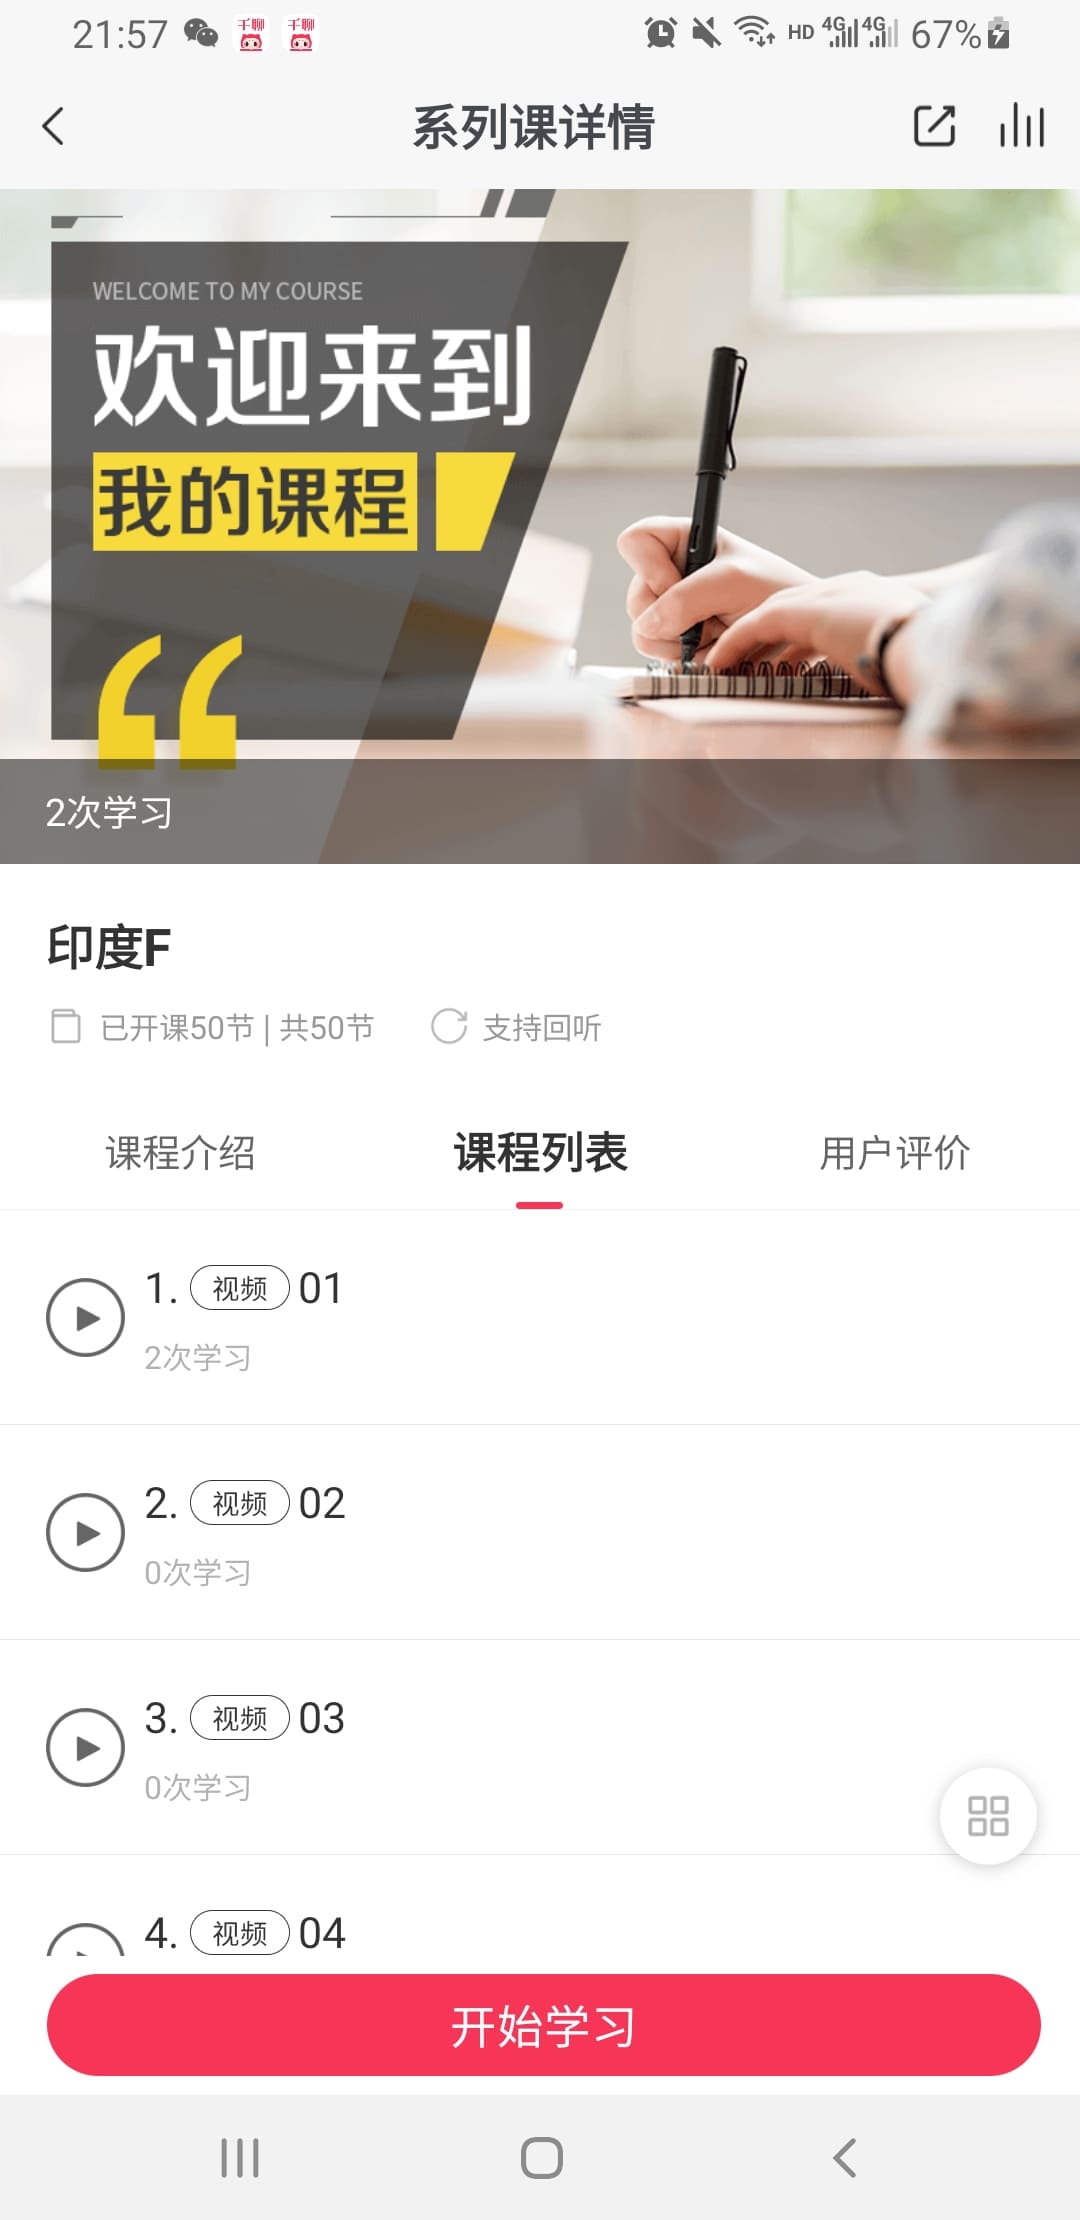 21:57 千聊 千聊 HD 4G 4G 67%
系列课详情
WELCOME TO MY COURSE
欢迎来到
我的课程
2次学习
印度F
已开课50节 | 共50节 支持回听
课程介绍 课程列表 用户评价
1. 视频 01
2次学习
2. 视频 02
0次学习
3. 视频 03
0次学习
4. 视频 04
开始学习